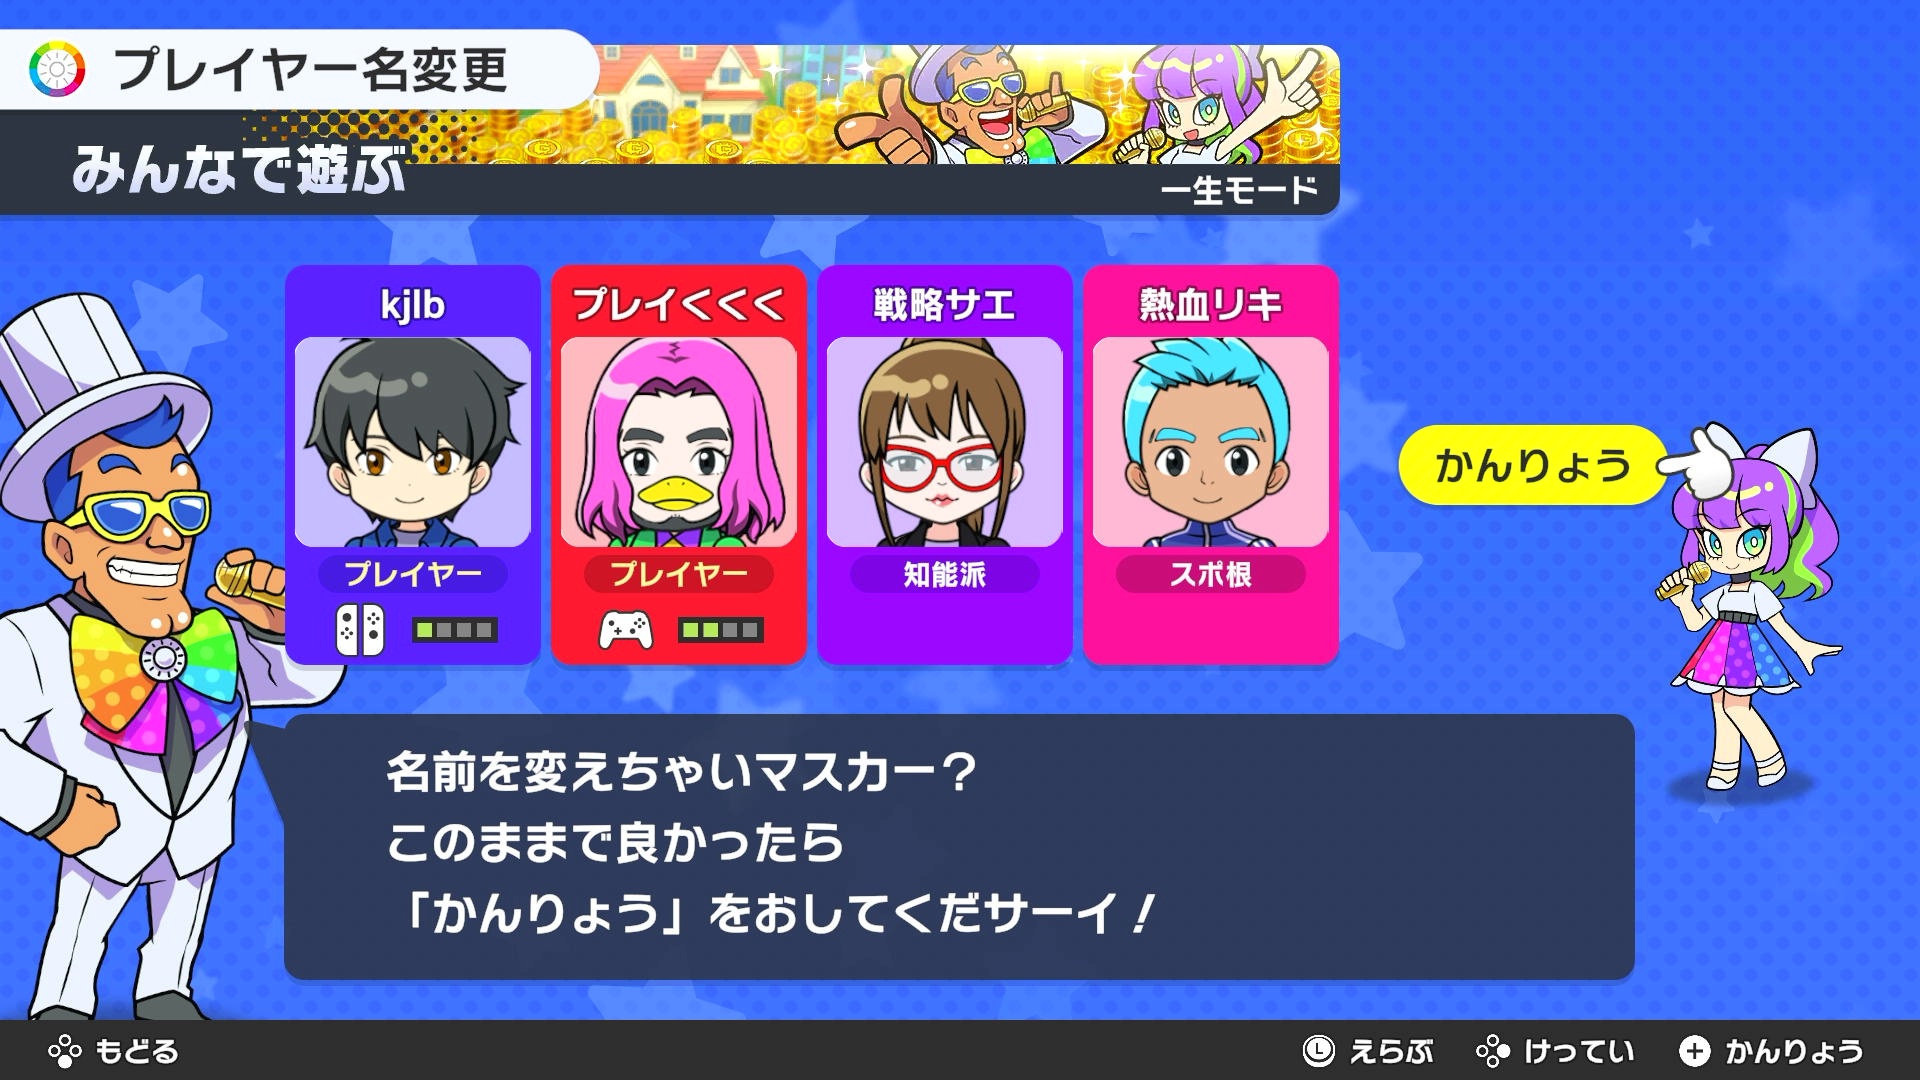 プレイヤー名変更
みんなで遊ぶ
一生モード
kjlb
プレイくくく
戦略サエ
熱血リキ
プレイヤー
プレイヤー
知能派
スポ根
かんりょう
名前を変えちゃいマスカー？
このままで良かったら
「かんりょう」をおしてくださーイ！
もどる
L えらぶ
けってい
+ かんりょう